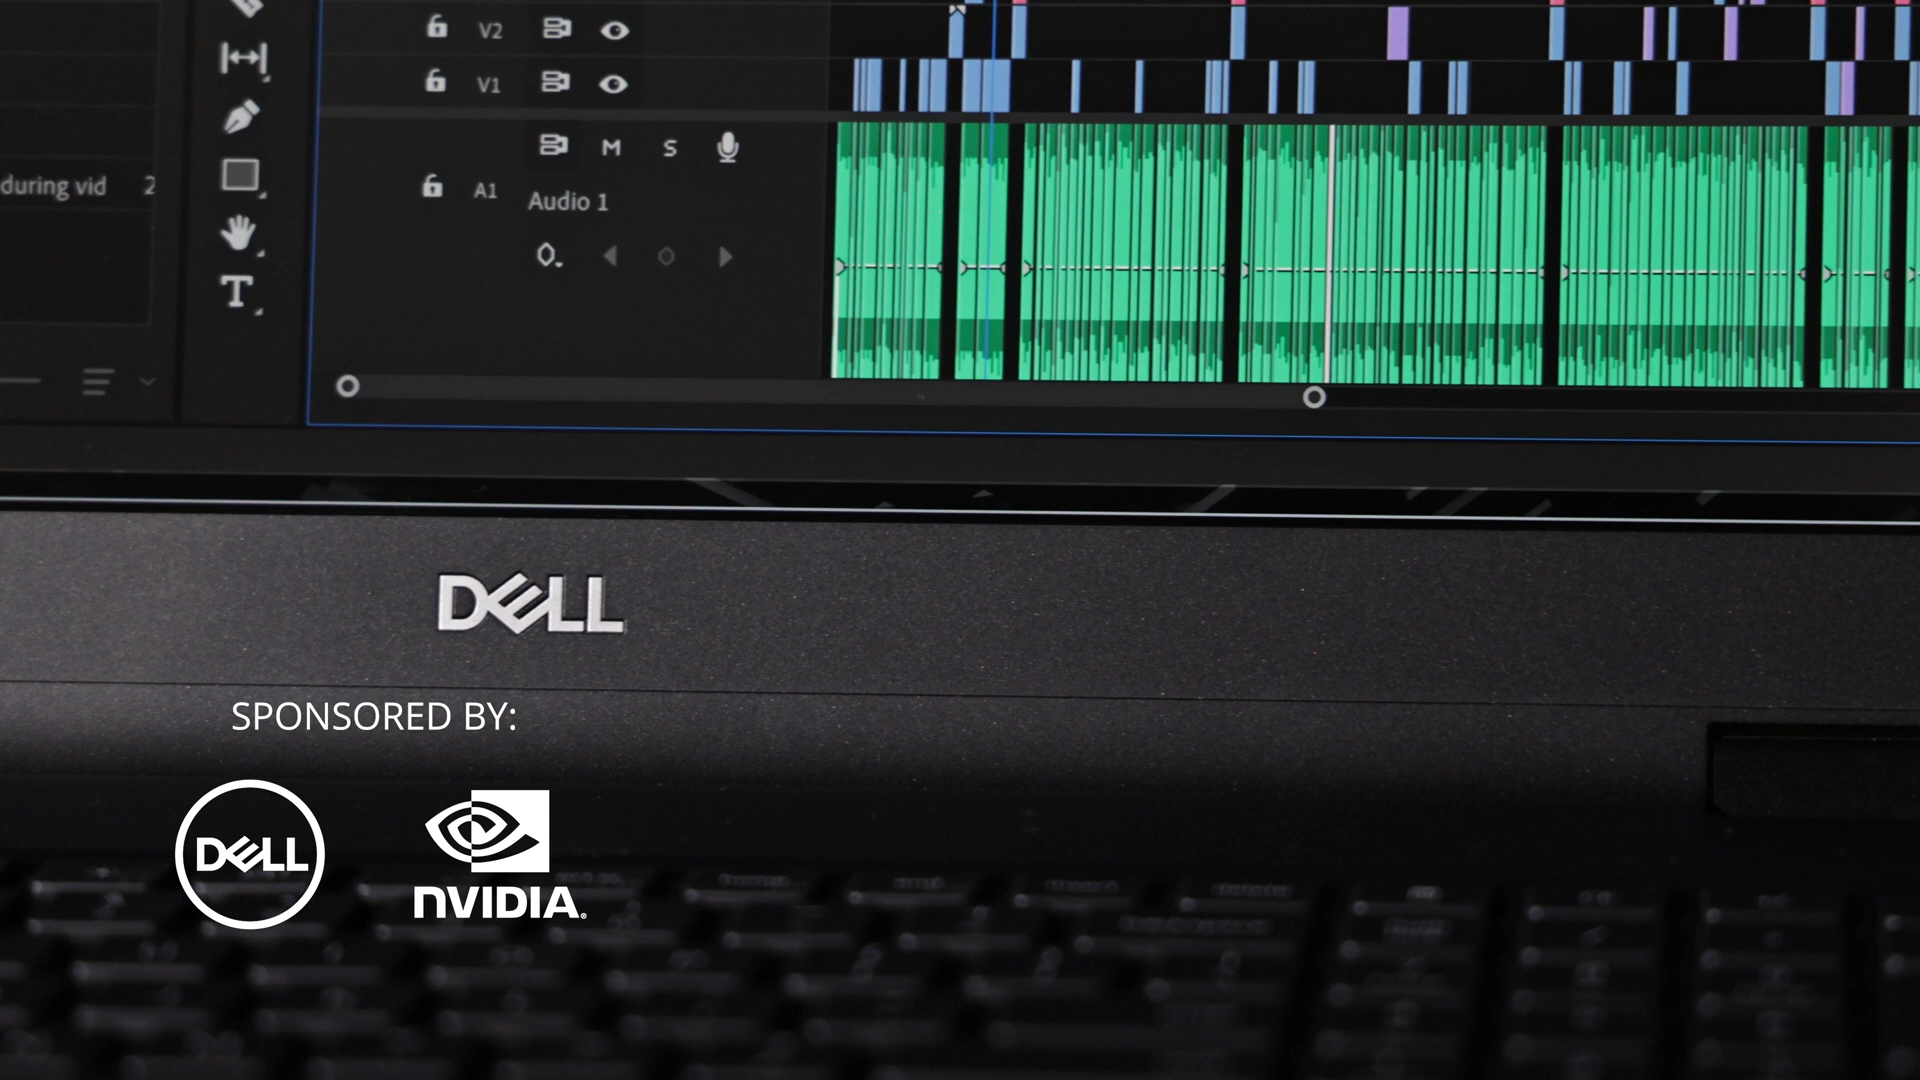 V2
V1
M S
during vid 2
A1
Audio 1
T
DELL
SPONSORED BY:
DELL
NVIDIA.